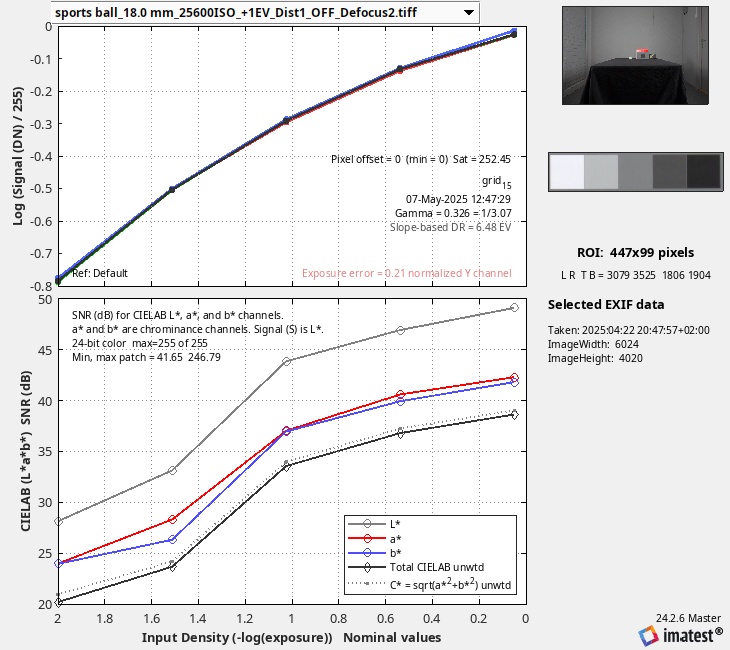 sports ball_18.0 mm_25600ISO_+1EV_Dist1_OFF_Defocus2.tiff
0
-0.1
-0.2
-0.3
-0.4
-0.5
-0.6
-0.7
-0.8
Log (Signal (DN) / 255)
Pixel offset = 0 (min = 0) Sat = 252.45
grid15
07-May-2025 12:47:29
Gamma = 0.326 = 1/3.07
Slope-based DR = 6.48 EV
Ref: Default
Exposure error = 0.21 normalized Y channel
ROI: 447x99 pixels
L R T B = 3079 3525 1806 1904
Selected EXIF data
Taken: 2025:04:22 20:47:57+02:00
ImageWidth: 6024
ImageHeight: 4020
50
45
40
35
30
25
20
CIELAB (L*a*b*) SNR (dB)
SNR (dB) for CIELAB L*, a*, and b* channels.
a* and b* are chrominance channels. Signal (S) is L*.
24-bit color max=255 of 255
Min, max patch = 41.65 246.79
L*
a*
b*
Total CIELAB unwtd
C* = sqrt(a*2+b*2) unwtd
2 1.8 1.6 1.4 1.2 1 0.8 0.6 0.4 0.2 0
Input Density (-log(exposure)) Nominal values
24.2.6 Master
imatest®